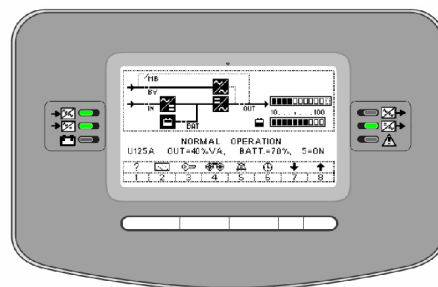 MB
BY
IN
OUT
BAT
10 100
NORMAL OPERATION
U125A OUT=40%VA, BATT.=70%, S=ON
?
1 2 3 4 5 6 7 8